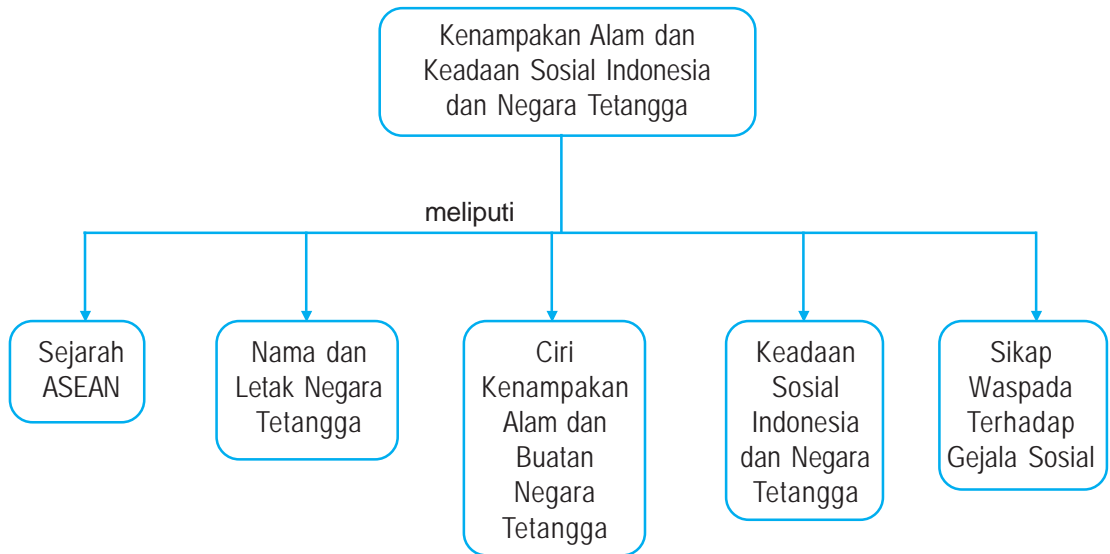 Kenampakan Alam dan
Keadaan Sosial Indonesia
dan Negara Tetangga
meliputi
Sejarah
ASEAN
Nama dan
Letak Negara
Tetangga
Ciri
Kenampakan
Alam dan
Buatan
Negara
Tetangga
Keadaan
Sosial
Indonesia
dan Negara
Tetangga
Sikap
Waspada
Terhadap
Gejala Sosial